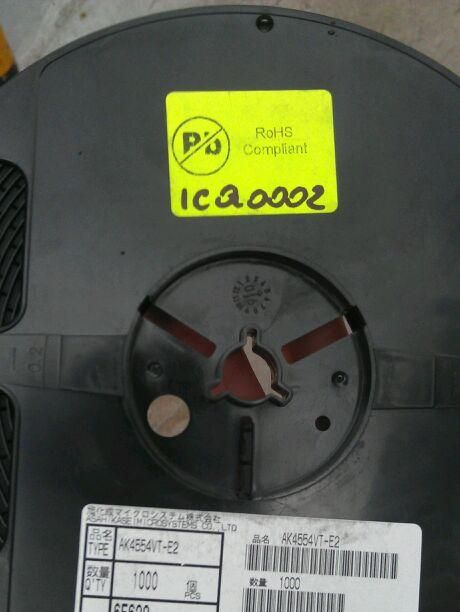 Pb
RoHS
Compliant
ICQ0002
02
旭化成マイクロシステム株式会社
ASAHI KASEI MICROSYSTEMS CO., LTD
品名 TYPE AK4554VT-E2
品名 AK4554VT-E2
数量 Q'TY 1000 個 PCS
数量 1000